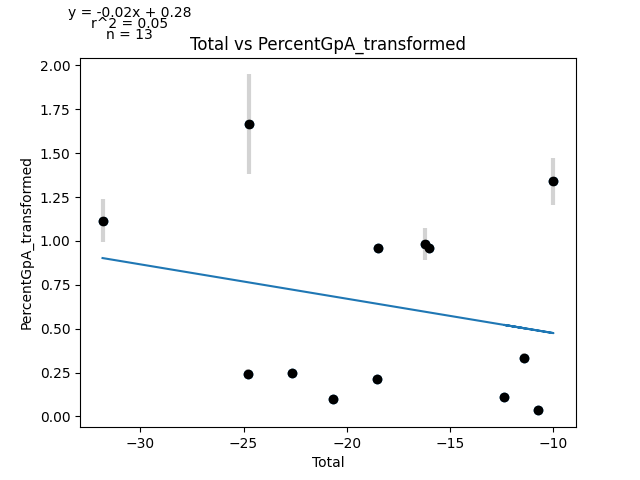 y = -0.02x + 0.28
r^2 = 0.05
n = 13
Total vs PercentGpA_transformed
2.00
1.75
1.50
1.25
1.00
0.75
0.50
0.25
0.00
PercentGpA_transformed
−30
−25
−20
−15
−10
Total